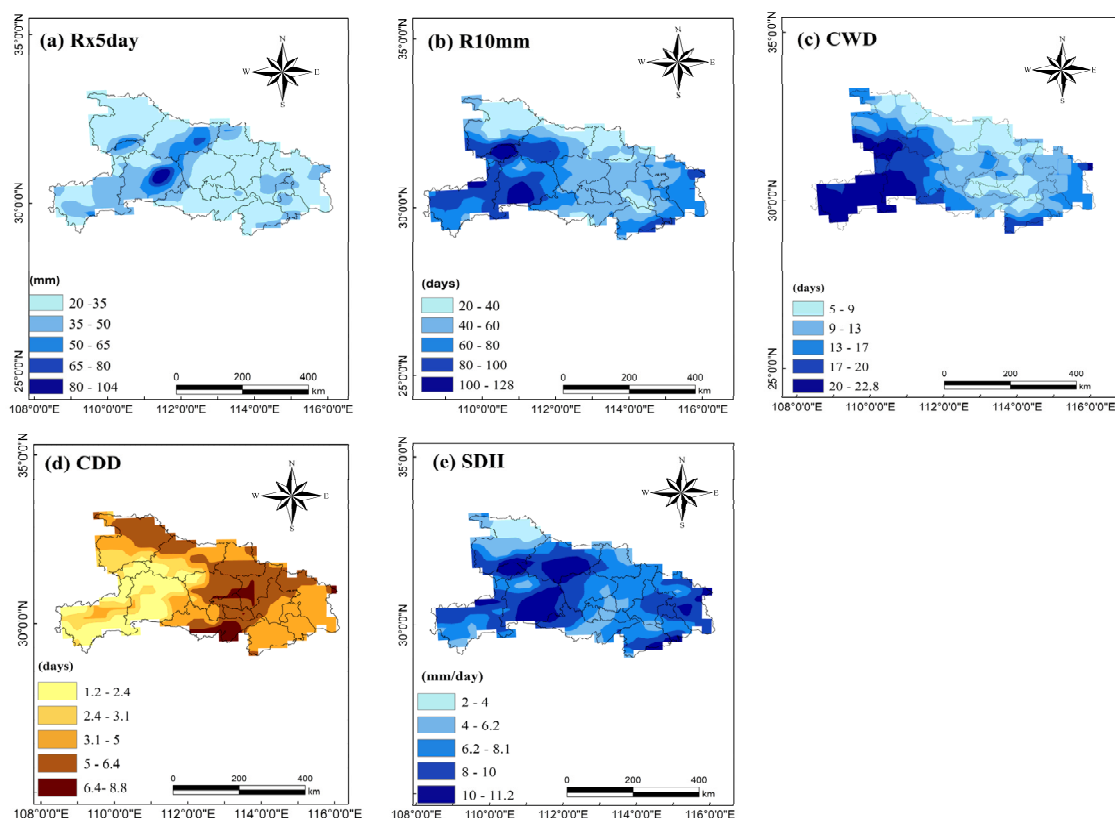 (a) Rx5day
N
W E
S
35°0'0"N
30°0'0"N
25°0'0"N
(mm)
20 -35
35 - 50
50 - 65
65 - 80
80 - 104
0 200 400
km
108°0'0"E 110°0'0"E 112°0'0"E 114°0'0"E 116°0'0"E
(b) R10mm
N
W E
S
35°0'0"N
30°0'0"N
25°0'0"N
(days)
20 - 40
40 - 60
60 - 80
80 - 100
100 - 128
0 200 400
km
110°0'0"E 112°0'0"E 114°0'0"E 116°0'0"E
(c) CWD
N
W E
S
35°0'0"N
30°0'0"N
25°0'0"N
(days)
5 - 9
9 - 13
13 - 17
17 - 20
20 - 22.8
0 200 400
km
108°0'0"E 110°0'0"E 112°0'0"E 114°0'0"E 116°0'0"E
(d) CDD
N
W E
S
35°0'0"N
30°0'0"N
(days)
1.2 - 2.4
2.4 - 3.1
3.1 - 5
5 - 6.4
6.4- 8.8
0 200 400
km
108°0'0"E 110°0'0"E 112°0'0"E 114°0'0"E 116°0'0"E
(e) SDII
N
W E
S
35°0'0"N
30°0'0"N
(mm/day)
2 - 4
4 - 6.2
6.2 - 8.1
8 - 10
10 - 11.2
0 200 400
km
108°0'0"E 110°0'0"E 112°0'0"E 114°0'0"E 116°0'0"E